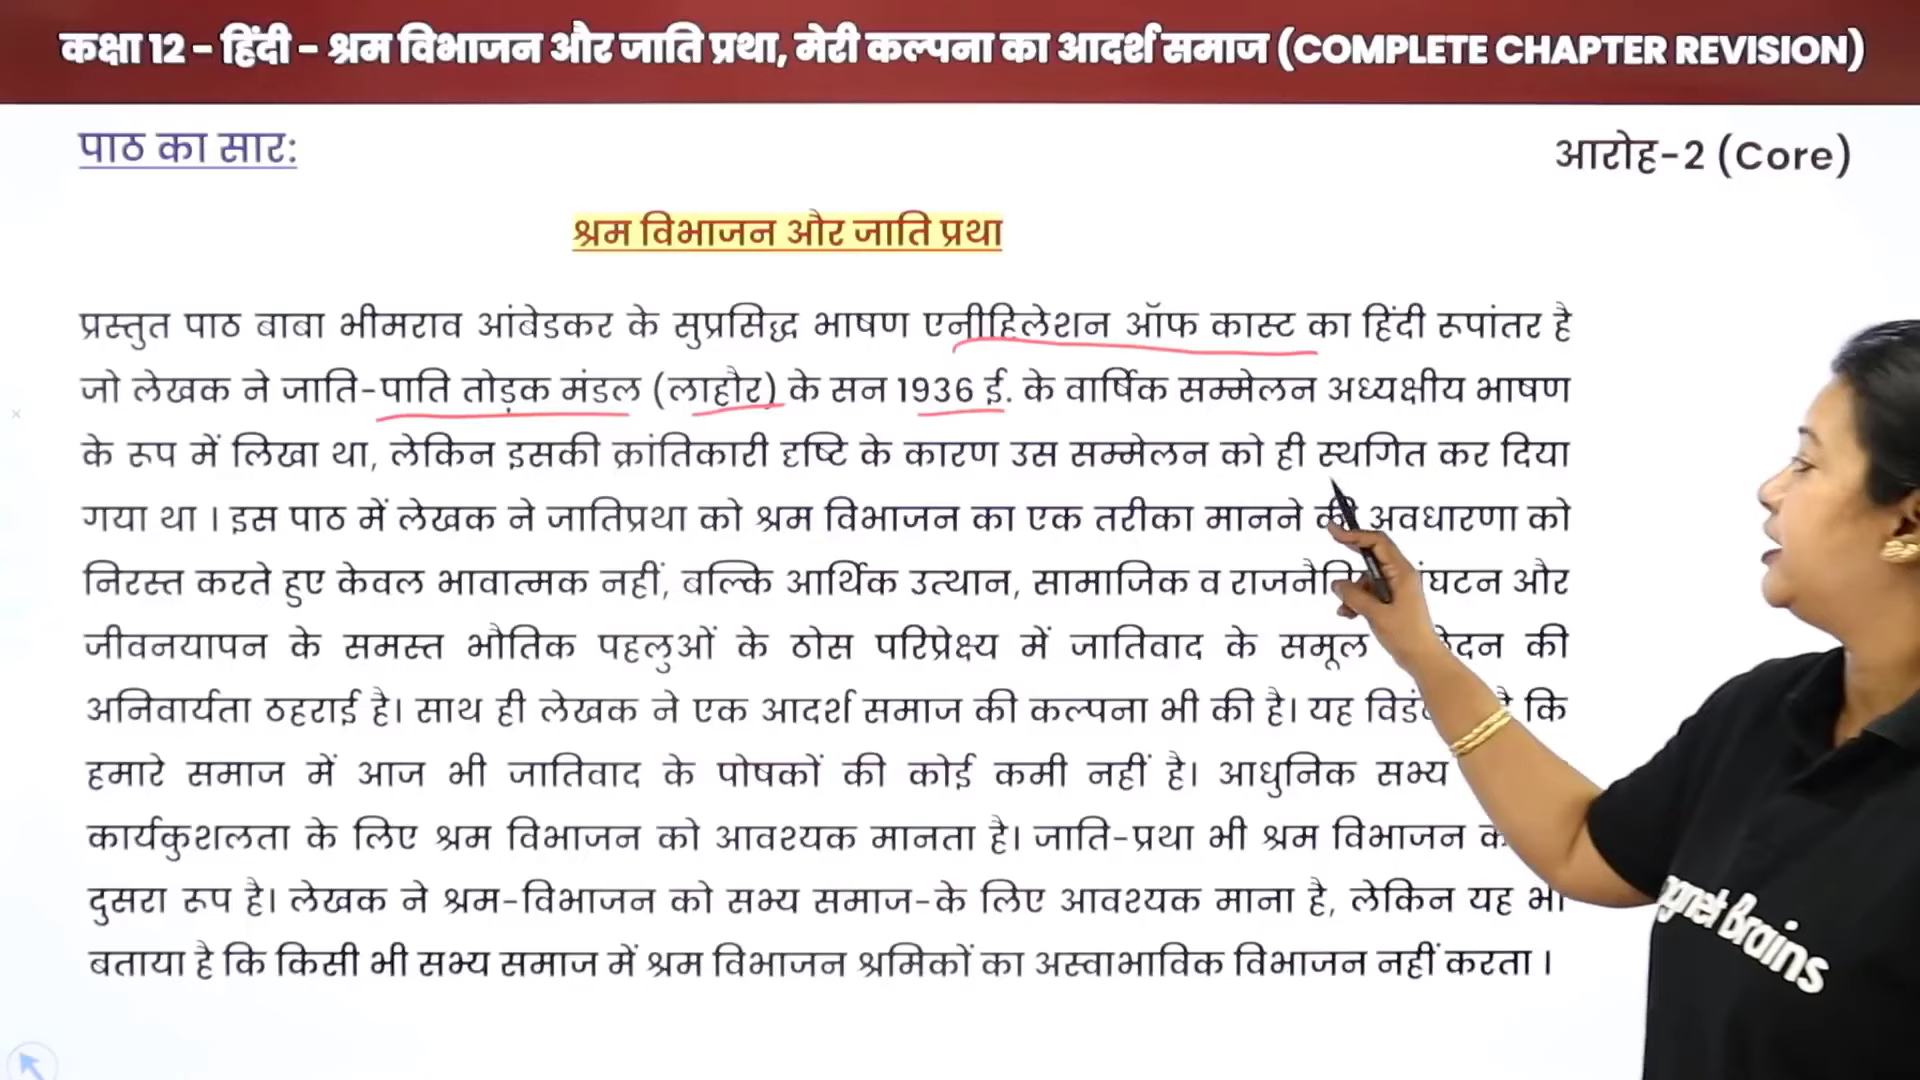 कक्षा 12 - हिंदी - श्रम विभाजन और जाति प्रथा, मेरी कल्पना का आदर्श समाज (COMPLETE CHAPTER REVISION)
पाठ का सार:
आरोह-2 (Core)
श्रम विभाजन और जाति प्रथा
प्रस्तुत पाठ बाबा भीमराव आंबेडकर के सुप्रसिद्ध भाषण एनीहिलेशन ऑफ कास्ट का हिंदी रूपांतर है
जो लेखक ने जाति-पाति तोड़क मंडल (लाहौर) के सन 1936 ई. के वार्षिक सम्मेलन अध्यक्षीय भाषण
के रूप में लिखा था, लेकिन इसकी क्रांतिकारी दृष्टि के कारण उस सम्मेलन को ही स्थगित कर दिया
गया था । इस पाठ में लेखक ने जातिप्रथा को श्रम विभाजन का एक तरीका मानने की अवधारणा को
निरस्त करते हुए केवल भावात्मक नहीं, बल्कि आर्थिक उत्थान, सामाजिक व और
जीवनयापन के समस्त भौतिक पहलुओं के ठोस परिप्रेक्ष्य में जातिवाद के समूल की
अनिवार्यता ठहराई है। साथ ही लेखक ने एक आदर्श समाज की कल्पना भी की है। यह कि
हमारे समाज में आज भी जातिवाद के पोषकों की कोई कमी नहीं है। आधुनिक सभ्य
कार्यकुशलता के लिए श्रम विभाजन को आवश्यक मानता है। जाति-प्रथा भी श्रम विभाजन
दुसरा रूप है। लेखक ने श्रम-विभाजन को सभ्य समाज-के लिए आवश्यक माना है, लेकिन यह भी
बताया है कि किसी भी सभ्य समाज में श्रम विभाजन श्रमिकों का अस्वाभाविक विभाजन नहीं करता ।
Brains